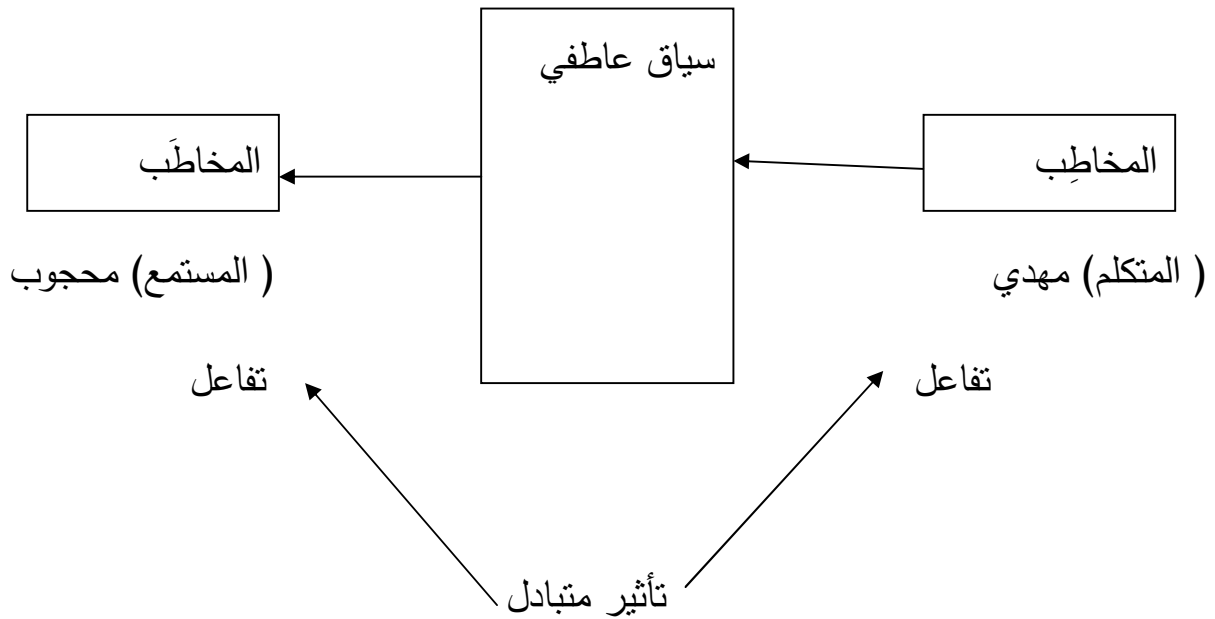 سياق عاطفي
المخاطِب
المخاطَب
( المتكلم) مهدي
( المستمع) محجوب
تفاعل
تفاعل
تأثير متبادل